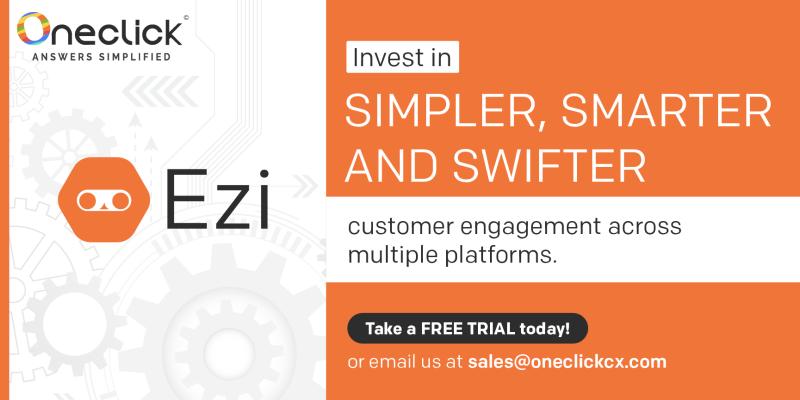 Oneclick©
ANSWERS SIMPLIFIED
Ezi
Invest in
SIMPLER, SMARTER
AND SWIFTER
customer engagement across
multiple platforms.
Take a FREE TRIAL today!
or email us at sales@oneclickcx.com